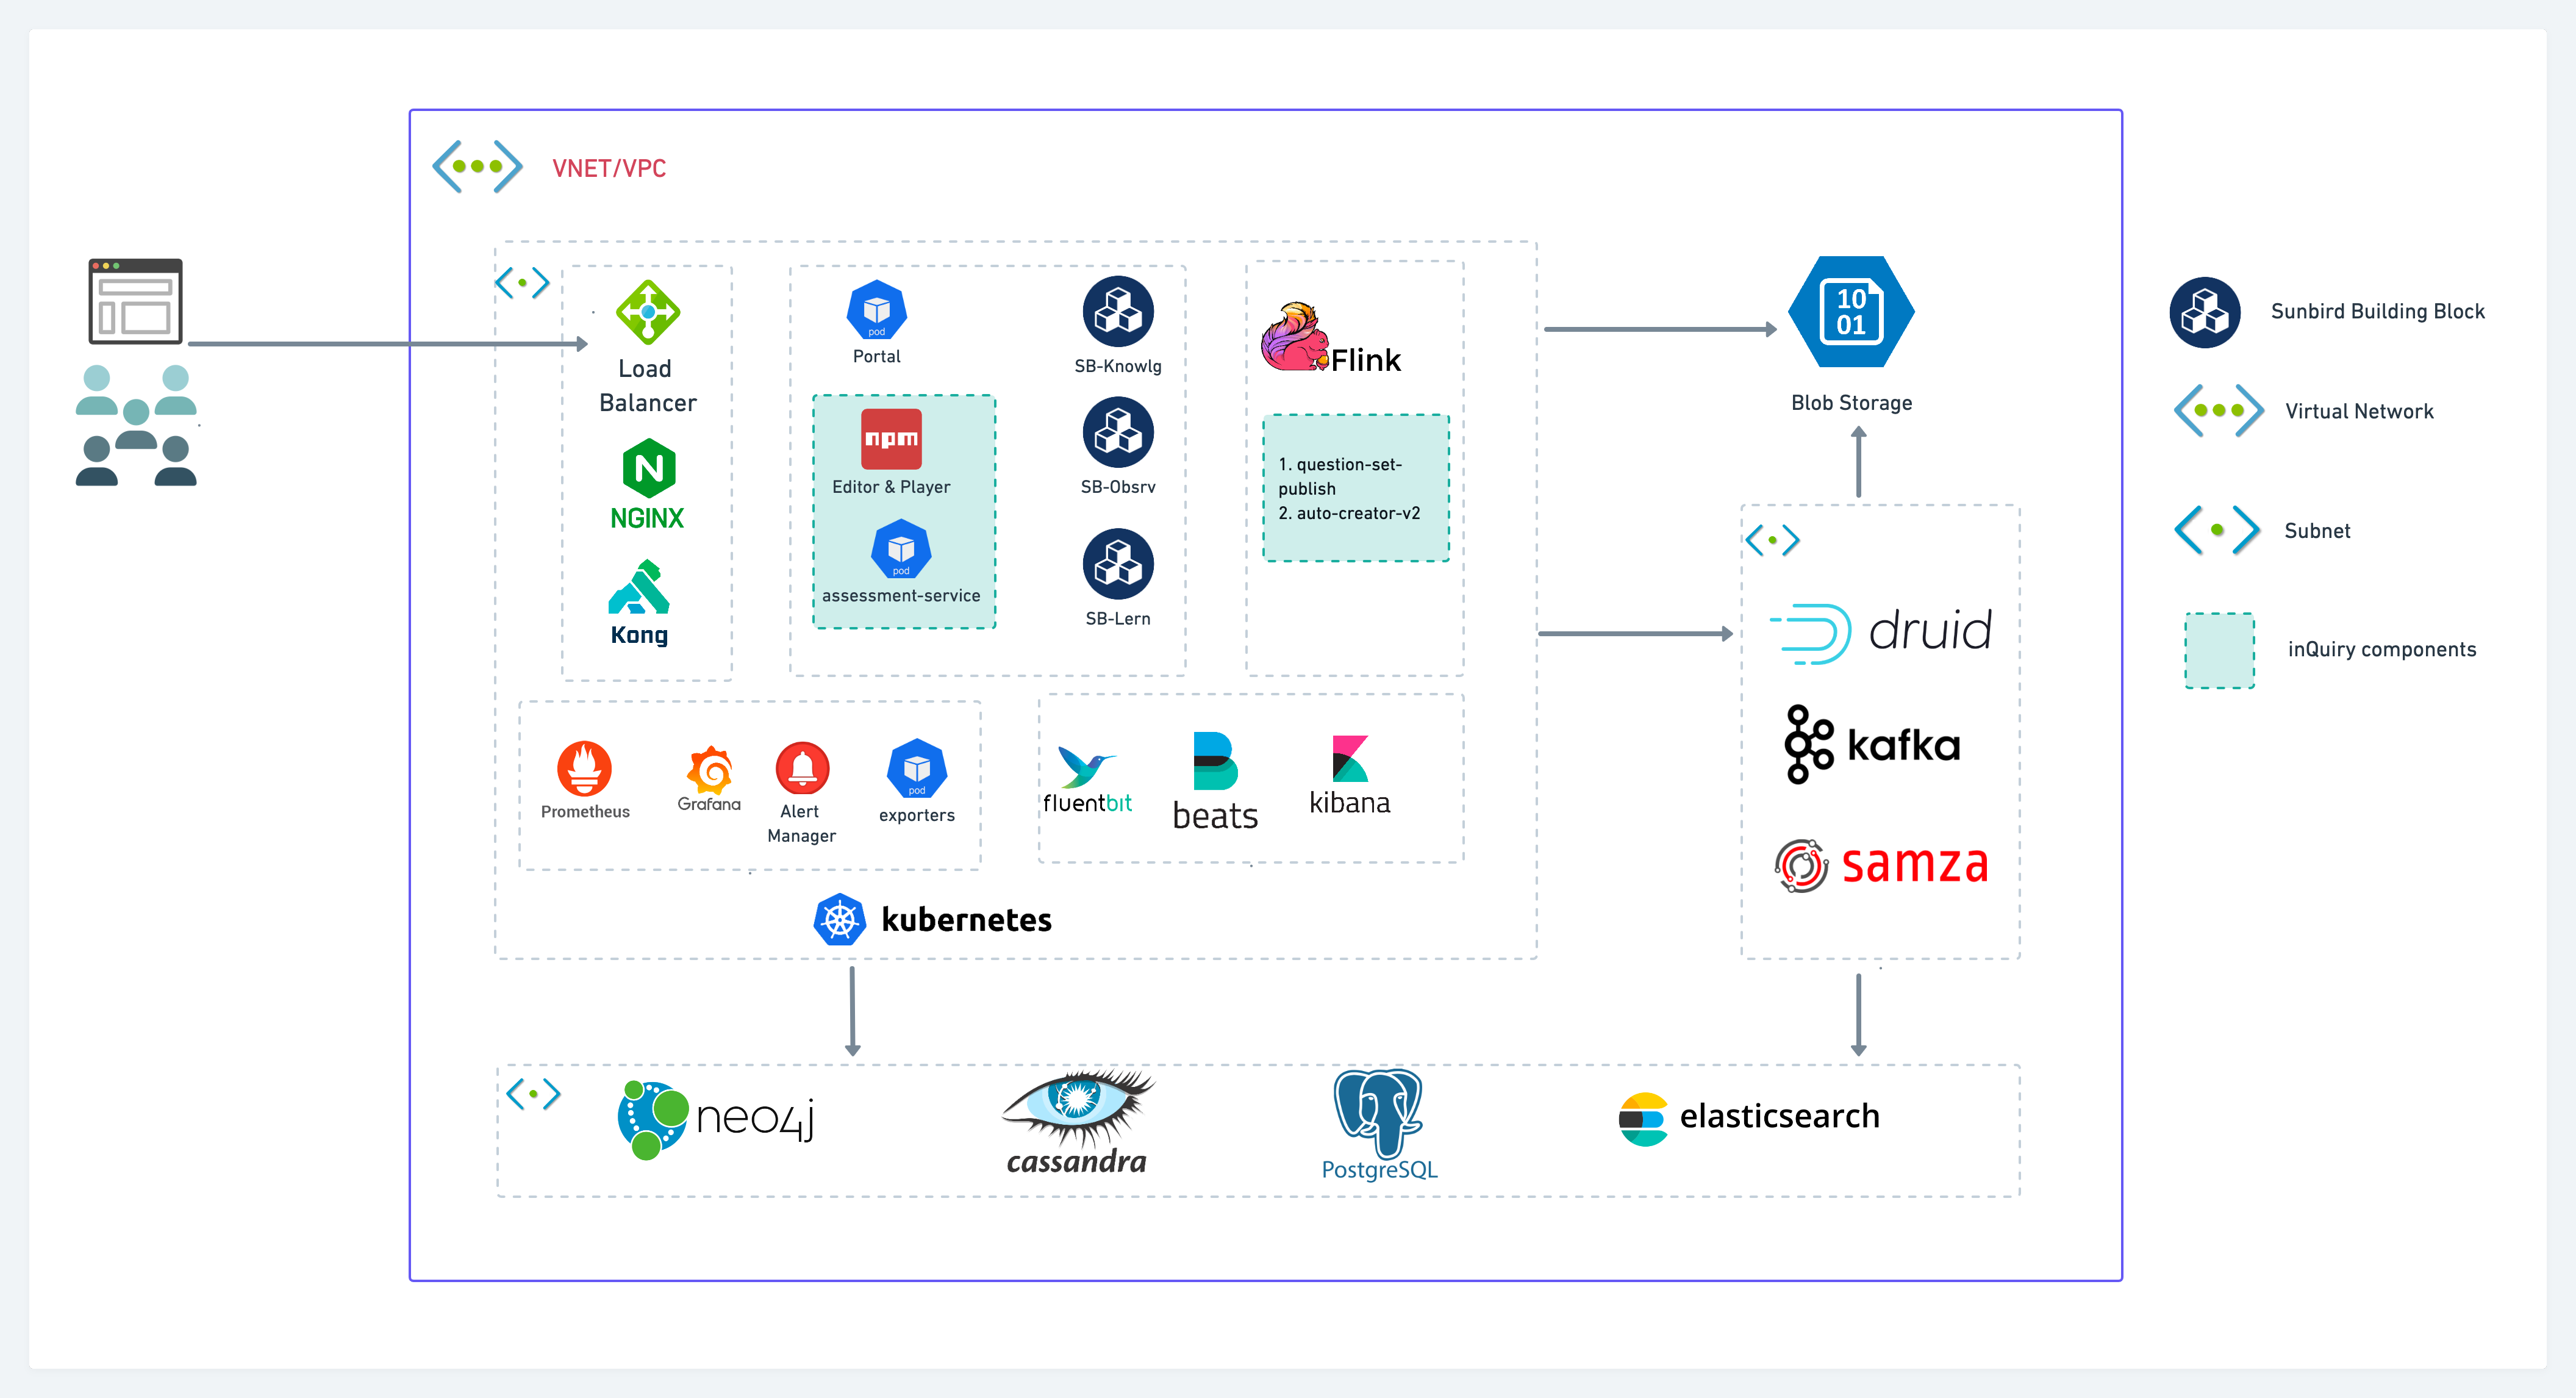 VNET/VPC
Load
Balancer
NGINX
Kong
pod
Portal
npm
Editor & Player
pod
assessment-service
SB-Knowlg
SB-Obsrv
SB-Lern
Flink
1. question-set-
publish
2. auto-creator-v2
Prometheus
Grafana
Alert
Manager
pod
exporters
fluentbit
beats
kibana
kubernetes
10
01
Blob Storage
druid
kafka
samza
neo4j
cassandra
PostgreSQL
elasticsearch
Sunbird Building Block
Virtual Network
Subnet
inQuiry components